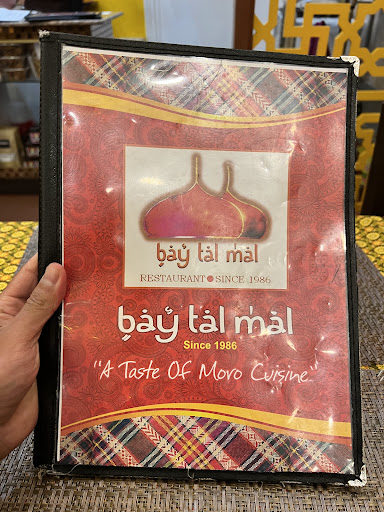 bay tal mal
RESTAURANT • SINCE 1986
bay tal mal
Since 1986
"A Taste Of Moro Cuisine"